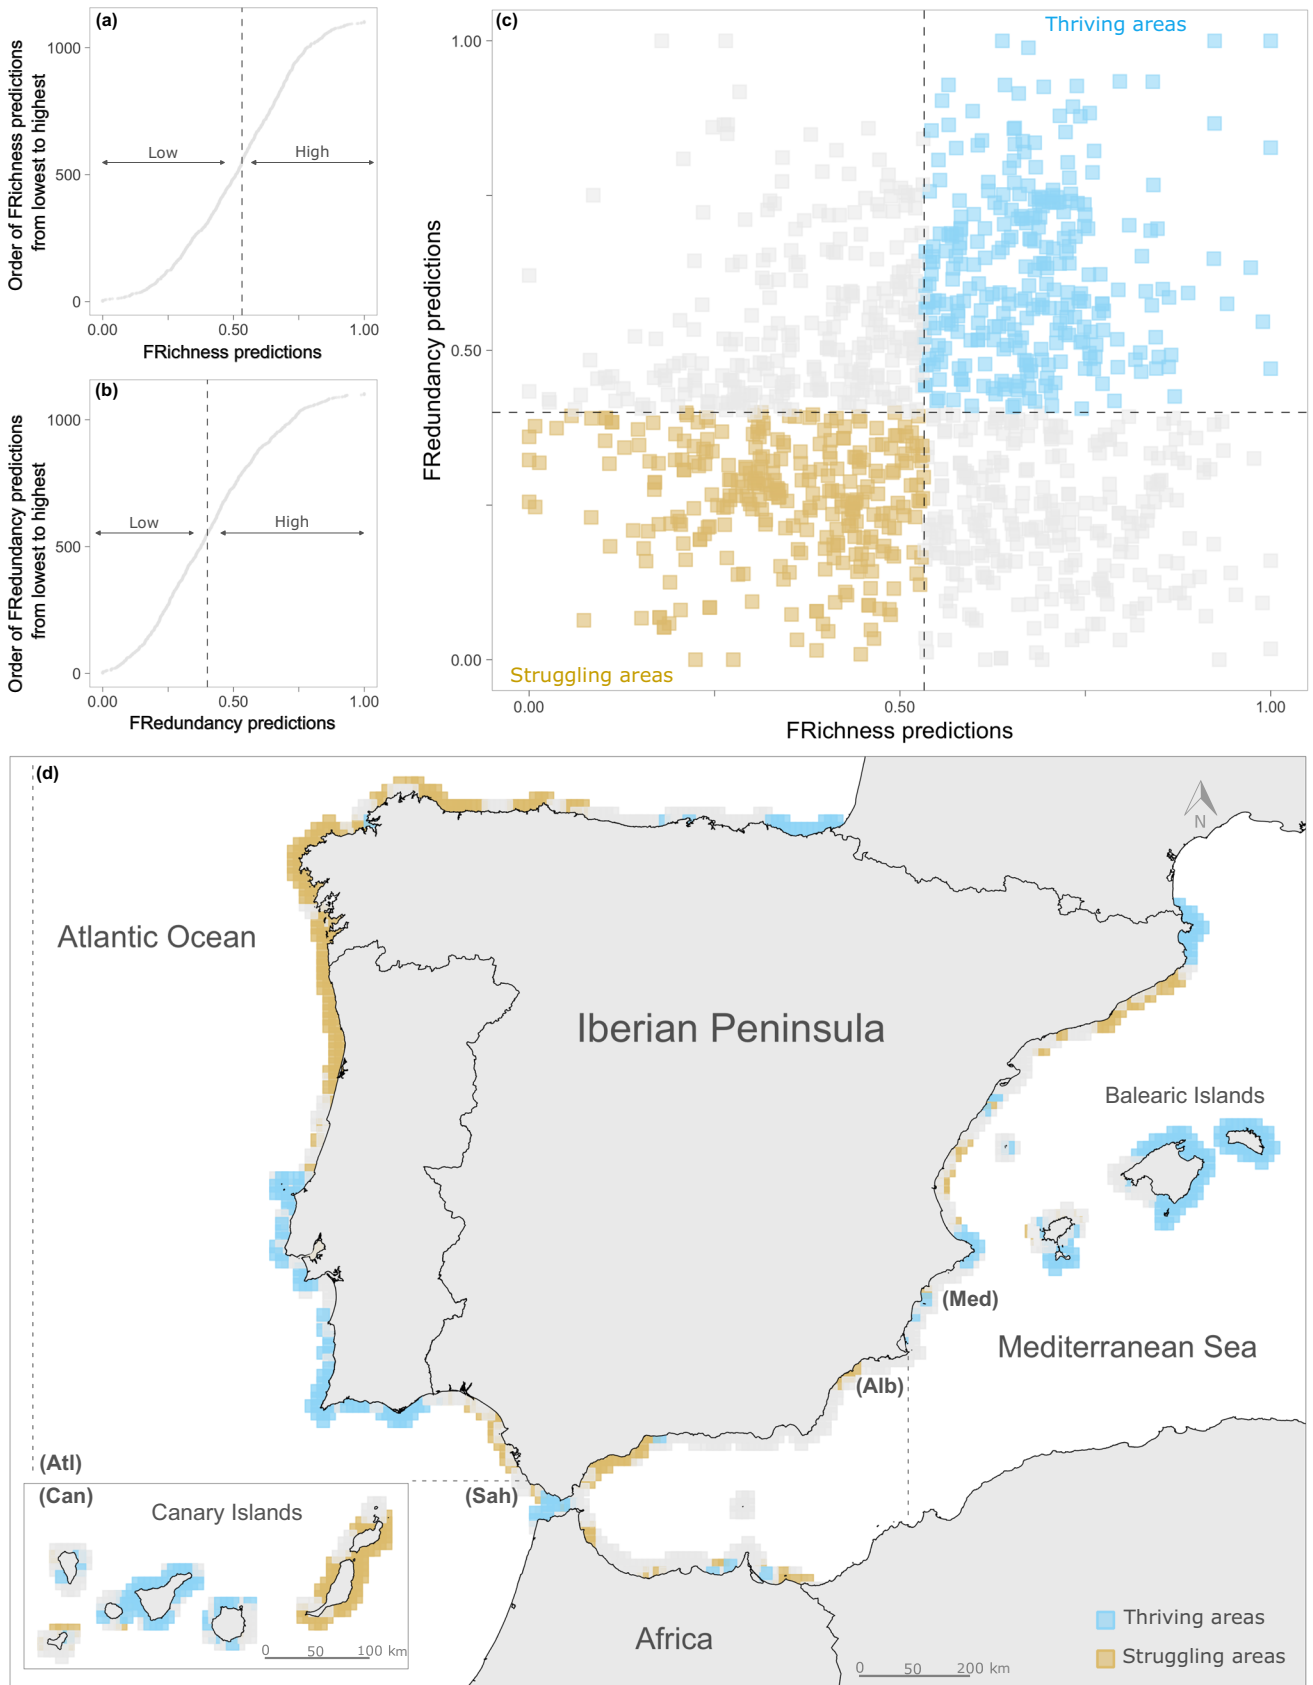 (a)
Order of FRichness predictions
from lowest to highest
1000
500
0
Low
High
0.00
0.50
1.00
FRichness predictions
(b)
Order of FRedundancy predictions
from lowest to highest
1000
500
0
Low
High
0.00
0.50
1.00
FRedundancy predictions
(c)
Thriving areas
FRedundancy predictions
1.00
0.50
0.00
Struggling areas
0.00
0.50
1.00
FRichness predictions
(d)
N
Atlantic Ocean
Iberian Peninsula
Balearic Islands
(Med)
Mediterranean Sea
(Alb)
(Atl)
(Can)
(Sah)
Canary Islands
0 50 100 km
Africa
Thriving areas
Struggling areas
0 50 200 km